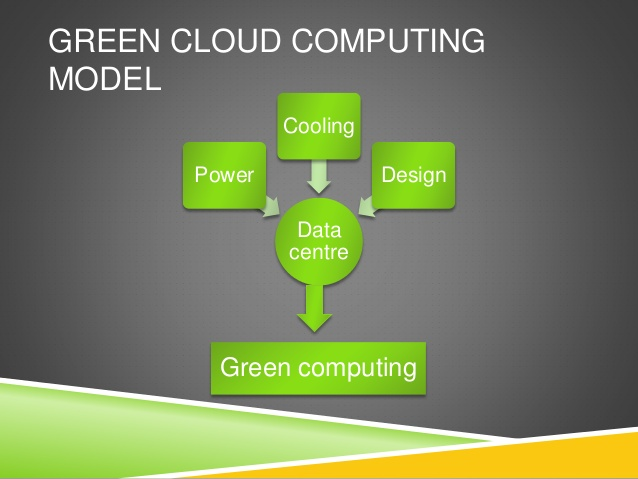 GREEN CLOUD COMPUTING
MODEL
Cooling
Power
Design
Data
centre
Green computing